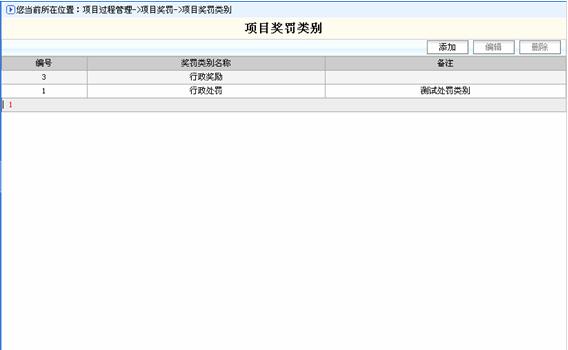 您当前所在位置：项目过程管理->项目奖罚->项目奖罚类别
项目奖罚类别
添加 编辑 删除
编号 奖罚类别名称 备注
3 行政奖励
1 行政处罚 测试处罚类别
1